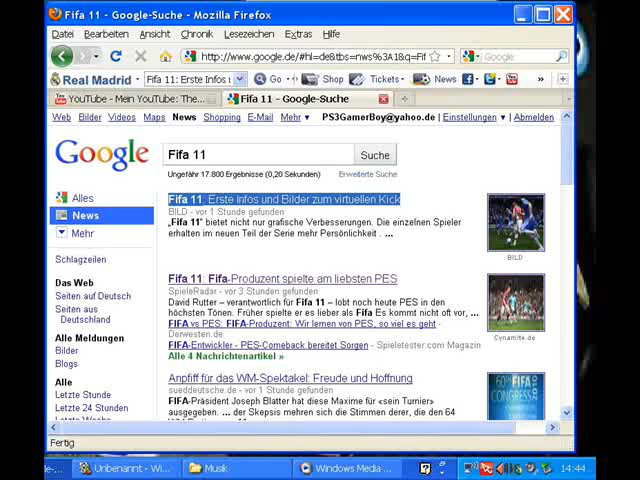 Fifa 11 - Google-Suche - Mozilla Firefox
Datei Bearbeiten Ansicht Chronik Lesezeichen Extras Hilfe
http://www.google.de/#hl=de&tbs=nws%3A1&q=Fif
Google
Real Madrid Fifa 11: Erste Infos u Go Shop Tickets News
YouTube - Mein YouTube: The... Fifa 11 - Google-Suche
Web Bilder Videos Maps News Shopping E-Mail Mehr PS3GamerBoy@yahoo.de | Einstellungen | Abmelden
Google
Fifa 11 Suche
Ungefähr 17.800 Ergebnisse (0,20 Sekunden) Erweiterte Suche
Alles
News
Mehr
Schlagzeilen
Das Web
Seiten auf Deutsch
Seiten aus
Deutschland
Alle Meldungen
Bilder
Blogs
Alle
Letzte Stunde
Letzte 24 Stunden
Letzte Woche
Fifa 11: Erste Infos und Bilder zum virtuellen Kick
BILD - vor 1 Stunde gefunden
„Fifa 11“ bietet nicht nur grafische Verbesserungen. Die einzelnen Spieler
erhalten im neuen Teil der Serie mehr Persönlichkeit . ...
BILD
Fifa 11: Fifa-Produzent spielte am liebsten PES
SpieleRadar - vor 3 Stunden gefunden
David Rutter – verantwortlich für Fifa 11 – lobt noch heute PES in den
höchsten Tönen. Früher spielte er es lieber als Fifa Es kommt nicht oft vor, ...
FIFA vs PES: FIFA-Produzent: Wir lernen von PES, so viel es geht -
Derwesten.de
FIFA-Entwickler - PES-Comeback bereitet Sorgen - Spieletester.com Magazin
Alle 4 Nachrichtenartikel »
Cynamite.de
Anpfiff für das WM-Spektakel: Freude und Hoffnung
sueddeutsche.de - vor 1 Stunde gefunden
FIFA-Präsident Joseph Blatter hat diese Maxime für «sein Turnier»
ausgegeben. ... der Skepsis mehren sich die Stimmen derer, die den 64
60th FIFA
CONGRESS
Fertig
Unbenannt - Wi... Musik Windows Media ... 14:44